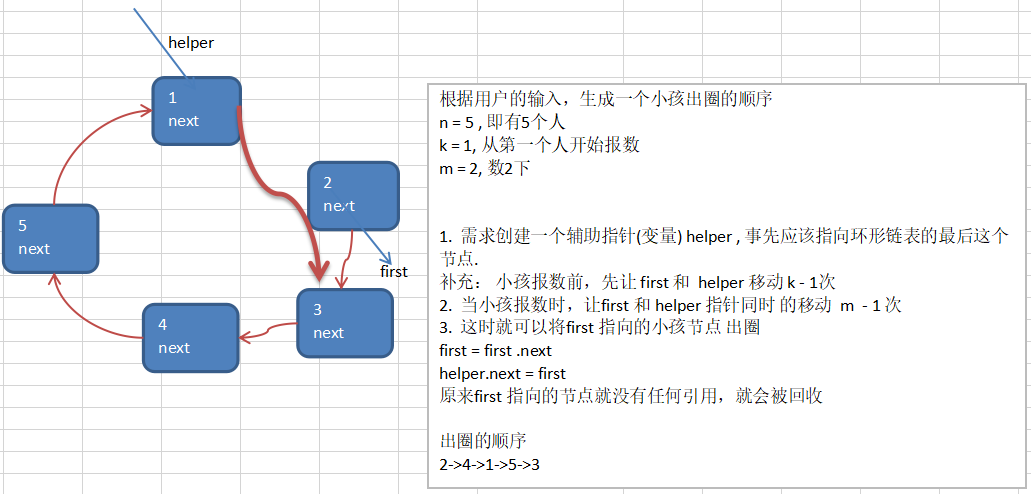 helper
1
next
2
next
first
3
next
4
next
5
next
根据用户的输入，生成一个小孩出圈的顺序
n = 5 , 即有5个人
k = 1, 从第一个人开始报数
m = 2, 数2下
1.  需求创建一个辅助指针(变量) helper , 事先应该指向环形链表的最后这个
节点.
补充： 小孩报数前，先让 first 和  helper 移动 k - 1次
2.  当小孩报数时，让first 和 helper 指针同时 的移动  m  - 1 次
3.  这时就可以将first 指向的小孩节点 出圈
first = first .next
helper.next = first
原来first 指向的节点就没有任何引用，就会被回收
出圈的顺序
2->4->1->5->3